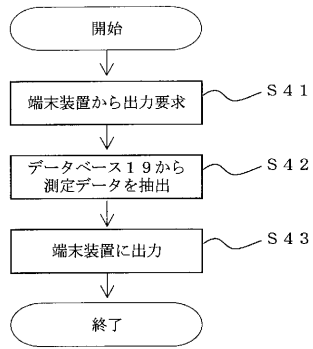 開始
端末装置から出力要求
S41
データベース19から
測定データを抽出
S42
端末装置に出力
S43
終了